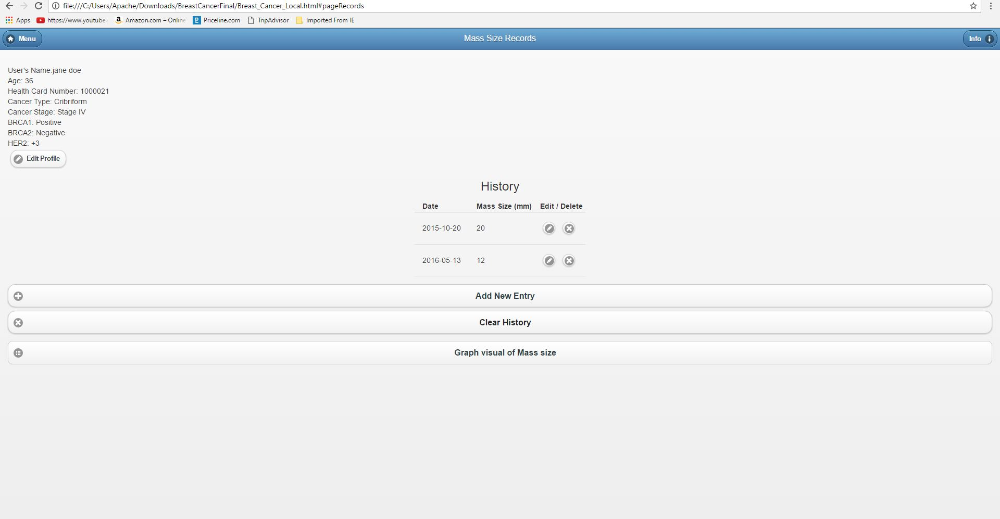 file:///C:/Users/Apache/Downloads/BreastCancerFinal/Breast_Cancer_Local.html#pageRecords
Apps https://www.youtube. Amazon.com – Online Priceline.com TripAdvisor Imported From IE
Menu Mass Size Records Info
User's Name:jane doe
Age: 36
Health Card Number: 1000021
Cancer Type: Cribriform
Cancer Stage: Stage IV
BRCA1: Positive
BRCA2: Negative
HER2: +3
Edit Profile
History
Date Mass Size (mm) Edit / Delete
2015-10-20 20
2016-05-13 12
Add New Entry
Clear History
Graph visual of Mass size